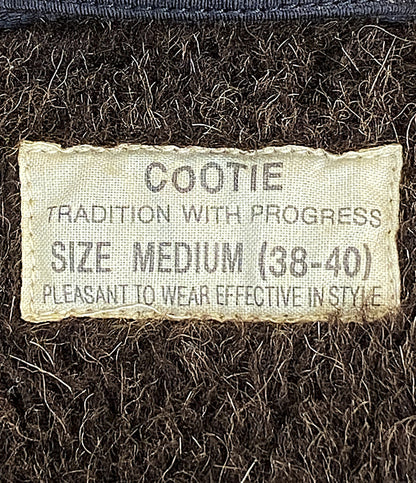 COOTIE
TRADITION WITH PROGRESS
SIZE MEDIUM (38-40)
PLEASANT TO WEAR EFFECTIVE IN STYLE